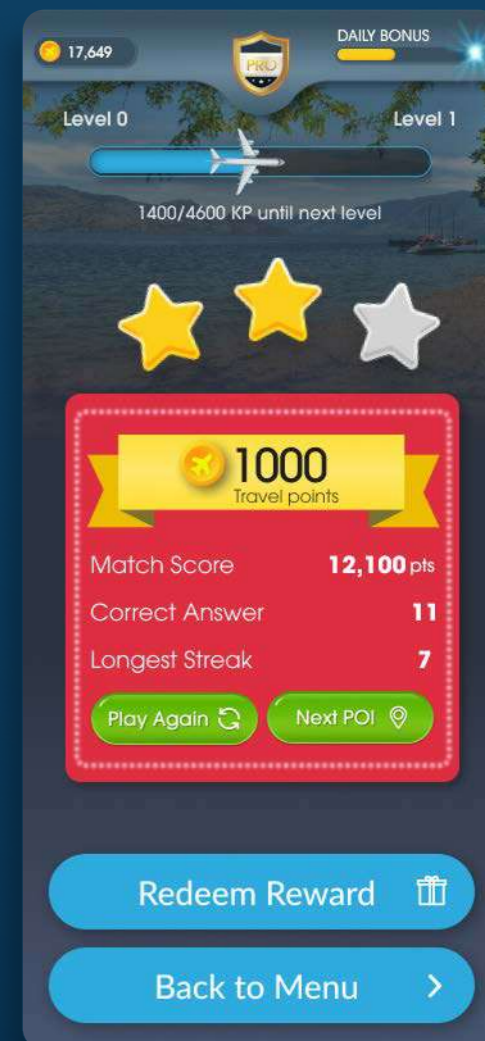 17,649
PRO
DAILY BONUS
Level 0
Level 1
1400/4600 KP until next level
1000
Travel points
Match Score 12,100 pts
Correct Answer 11
Longest Streak 7
Play Again
Next POI
Redeem Reward
Back to Menu